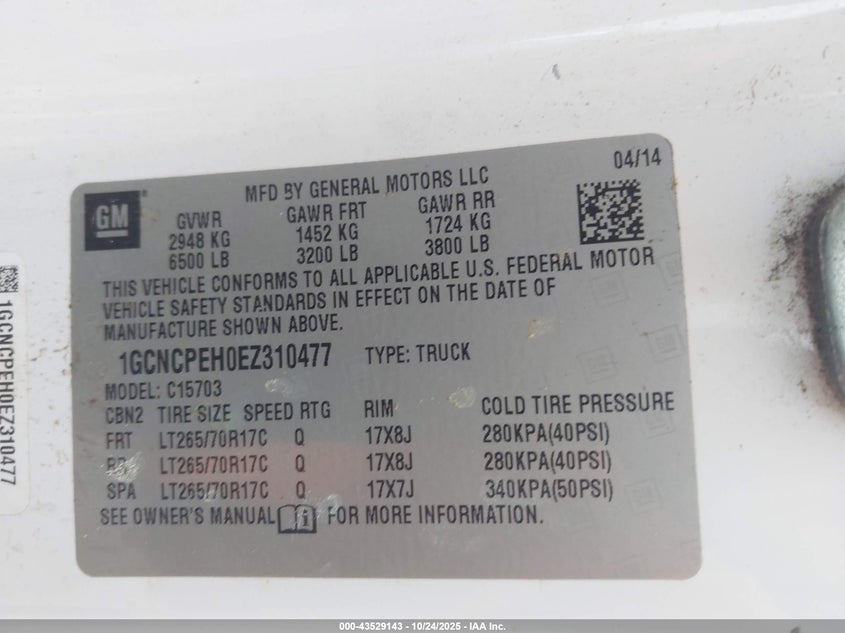 04/14
GM
MFD BY GENERAL MOTORS LLC
GVWR GAWR FRT GAWR RR
2948 KG 1452 KG 1724 KG
6500 LB 3200 LB 3800 LB
THIS VEHICLE CONFORMS TO ALL APPLICABLE U.S. FEDERAL MOTOR
VEHICLE SAFETY STANDARDS IN EFFECT ON THE DATE OF
MANUFACTURE SHOWN ABOVE.
1GCNCPEH0EZ310477 TYPE: TRUCK
MODEL: C15703
CBN2 TIRE SIZE SPEED RTG RIM COLD TIRE PRESSURE
FRT LT265/70R17C Q 17X8J 280KPA(40PSI)
LT265/70R17C Q 17X8J 280KPA(40PSI)
SPA LT265/70R17C Q 17X7J 340KPA(50PSI)
SEE OWNER'S MANUAL FOR MORE INFORMATION.
1GCNCPEH0EZ310477
000-43529143 - 10/24/2025 - IAA Inc.